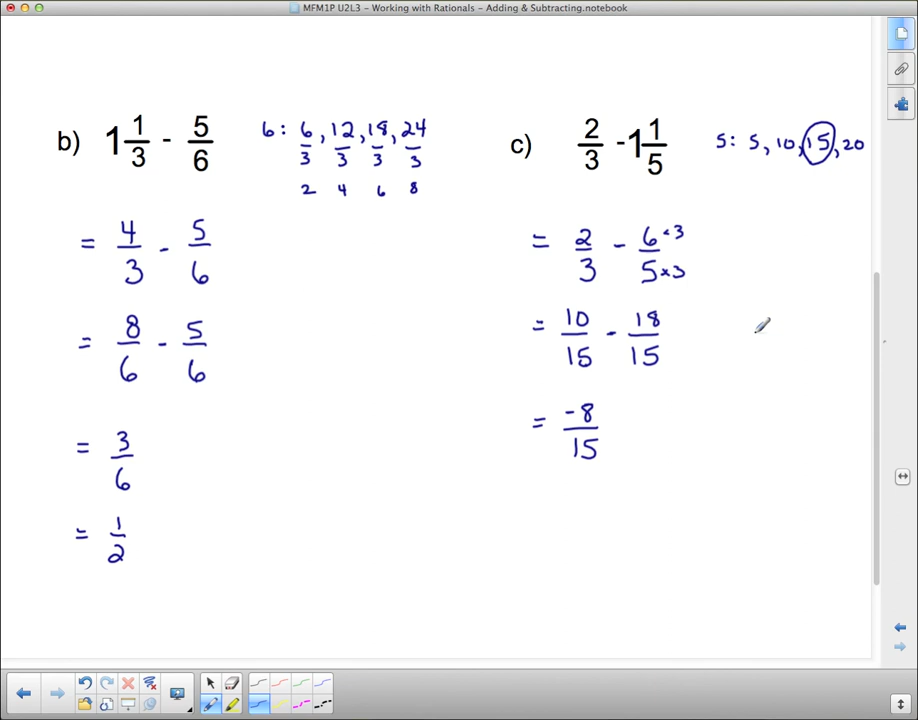 MFM1P U2L3 - Working with Rationals - Adding & Subtracting.notebook
b) 1 1/3 - 5/6
6: 6/3, 12/3, 18/3, 24/3
2 4 6 8
= 4/3 - 5/6
= 8/6 - 5/6
= 3/6
= 1/2
c) 2/3 - 1 1/5
5: 5, 10, 15, 20
= 2/3 - 6×3/5×3
= 10/15 - 18/15
= -8/15